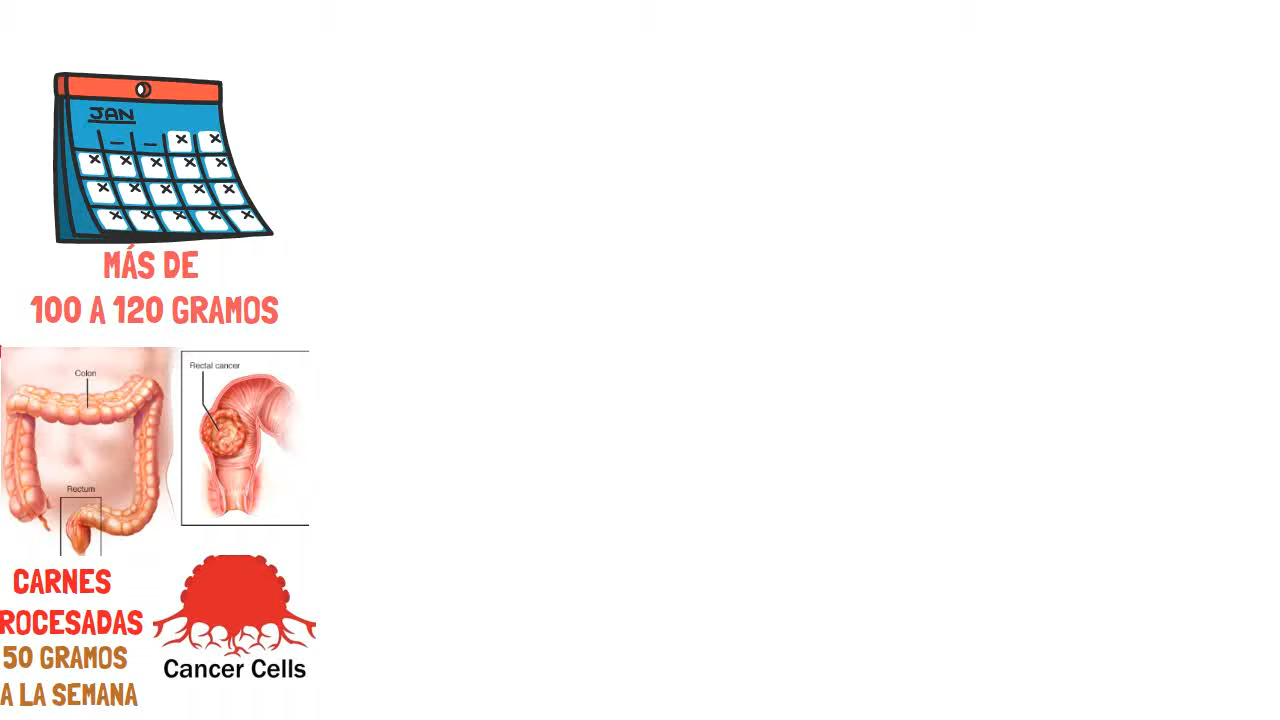 JAN
MÁS DE
100 A 120 GRAMOS
Colon
Rectal cancer
Rectum
CARNES
ROCESADAS
50 GRAMOS
A LA SEMANA
Cancer Cells